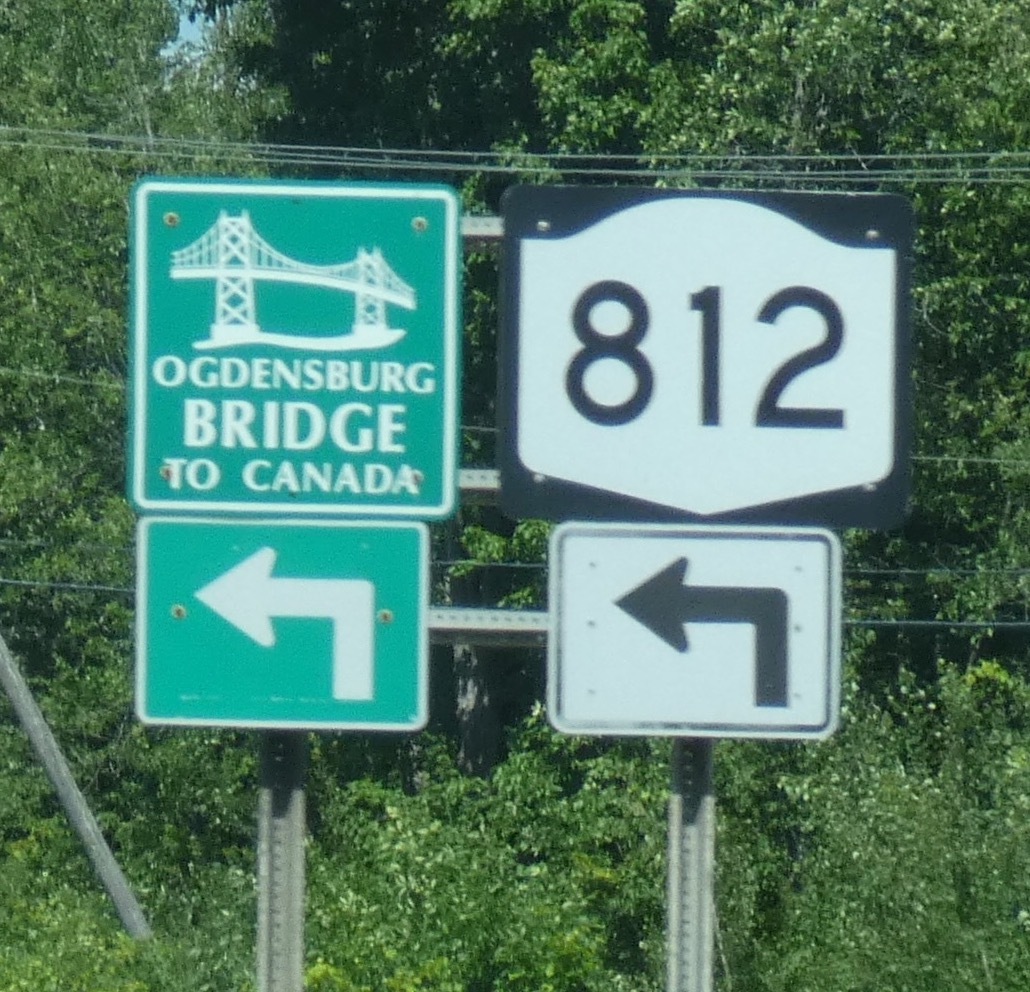 OGDENSBURG
BRIDGE
TO CANADA
812